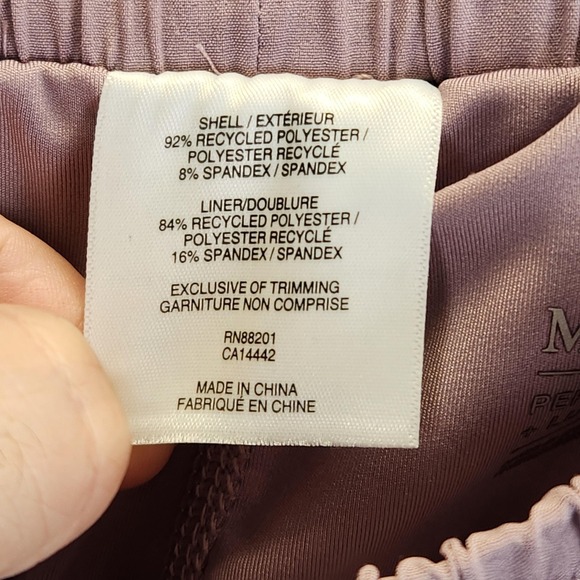 SHELL / EXTÉRIEUR
92% RECYCLED POLYESTER /
POLYESTER RECYCLÉ
8% SPANDEX / SPANDEX
LINER/DOUBLURE
84% RECYCLED POLYESTER /
POLYESTER RECYCLÉ
16% SPANDEX / SPANDEX
EXCLUSIVE OF TRIMMING
GARNITURE NON COMPRISE
RN88201
CA14442
MADE IN CHINA
FABRIQUÉ EN CHINE
M